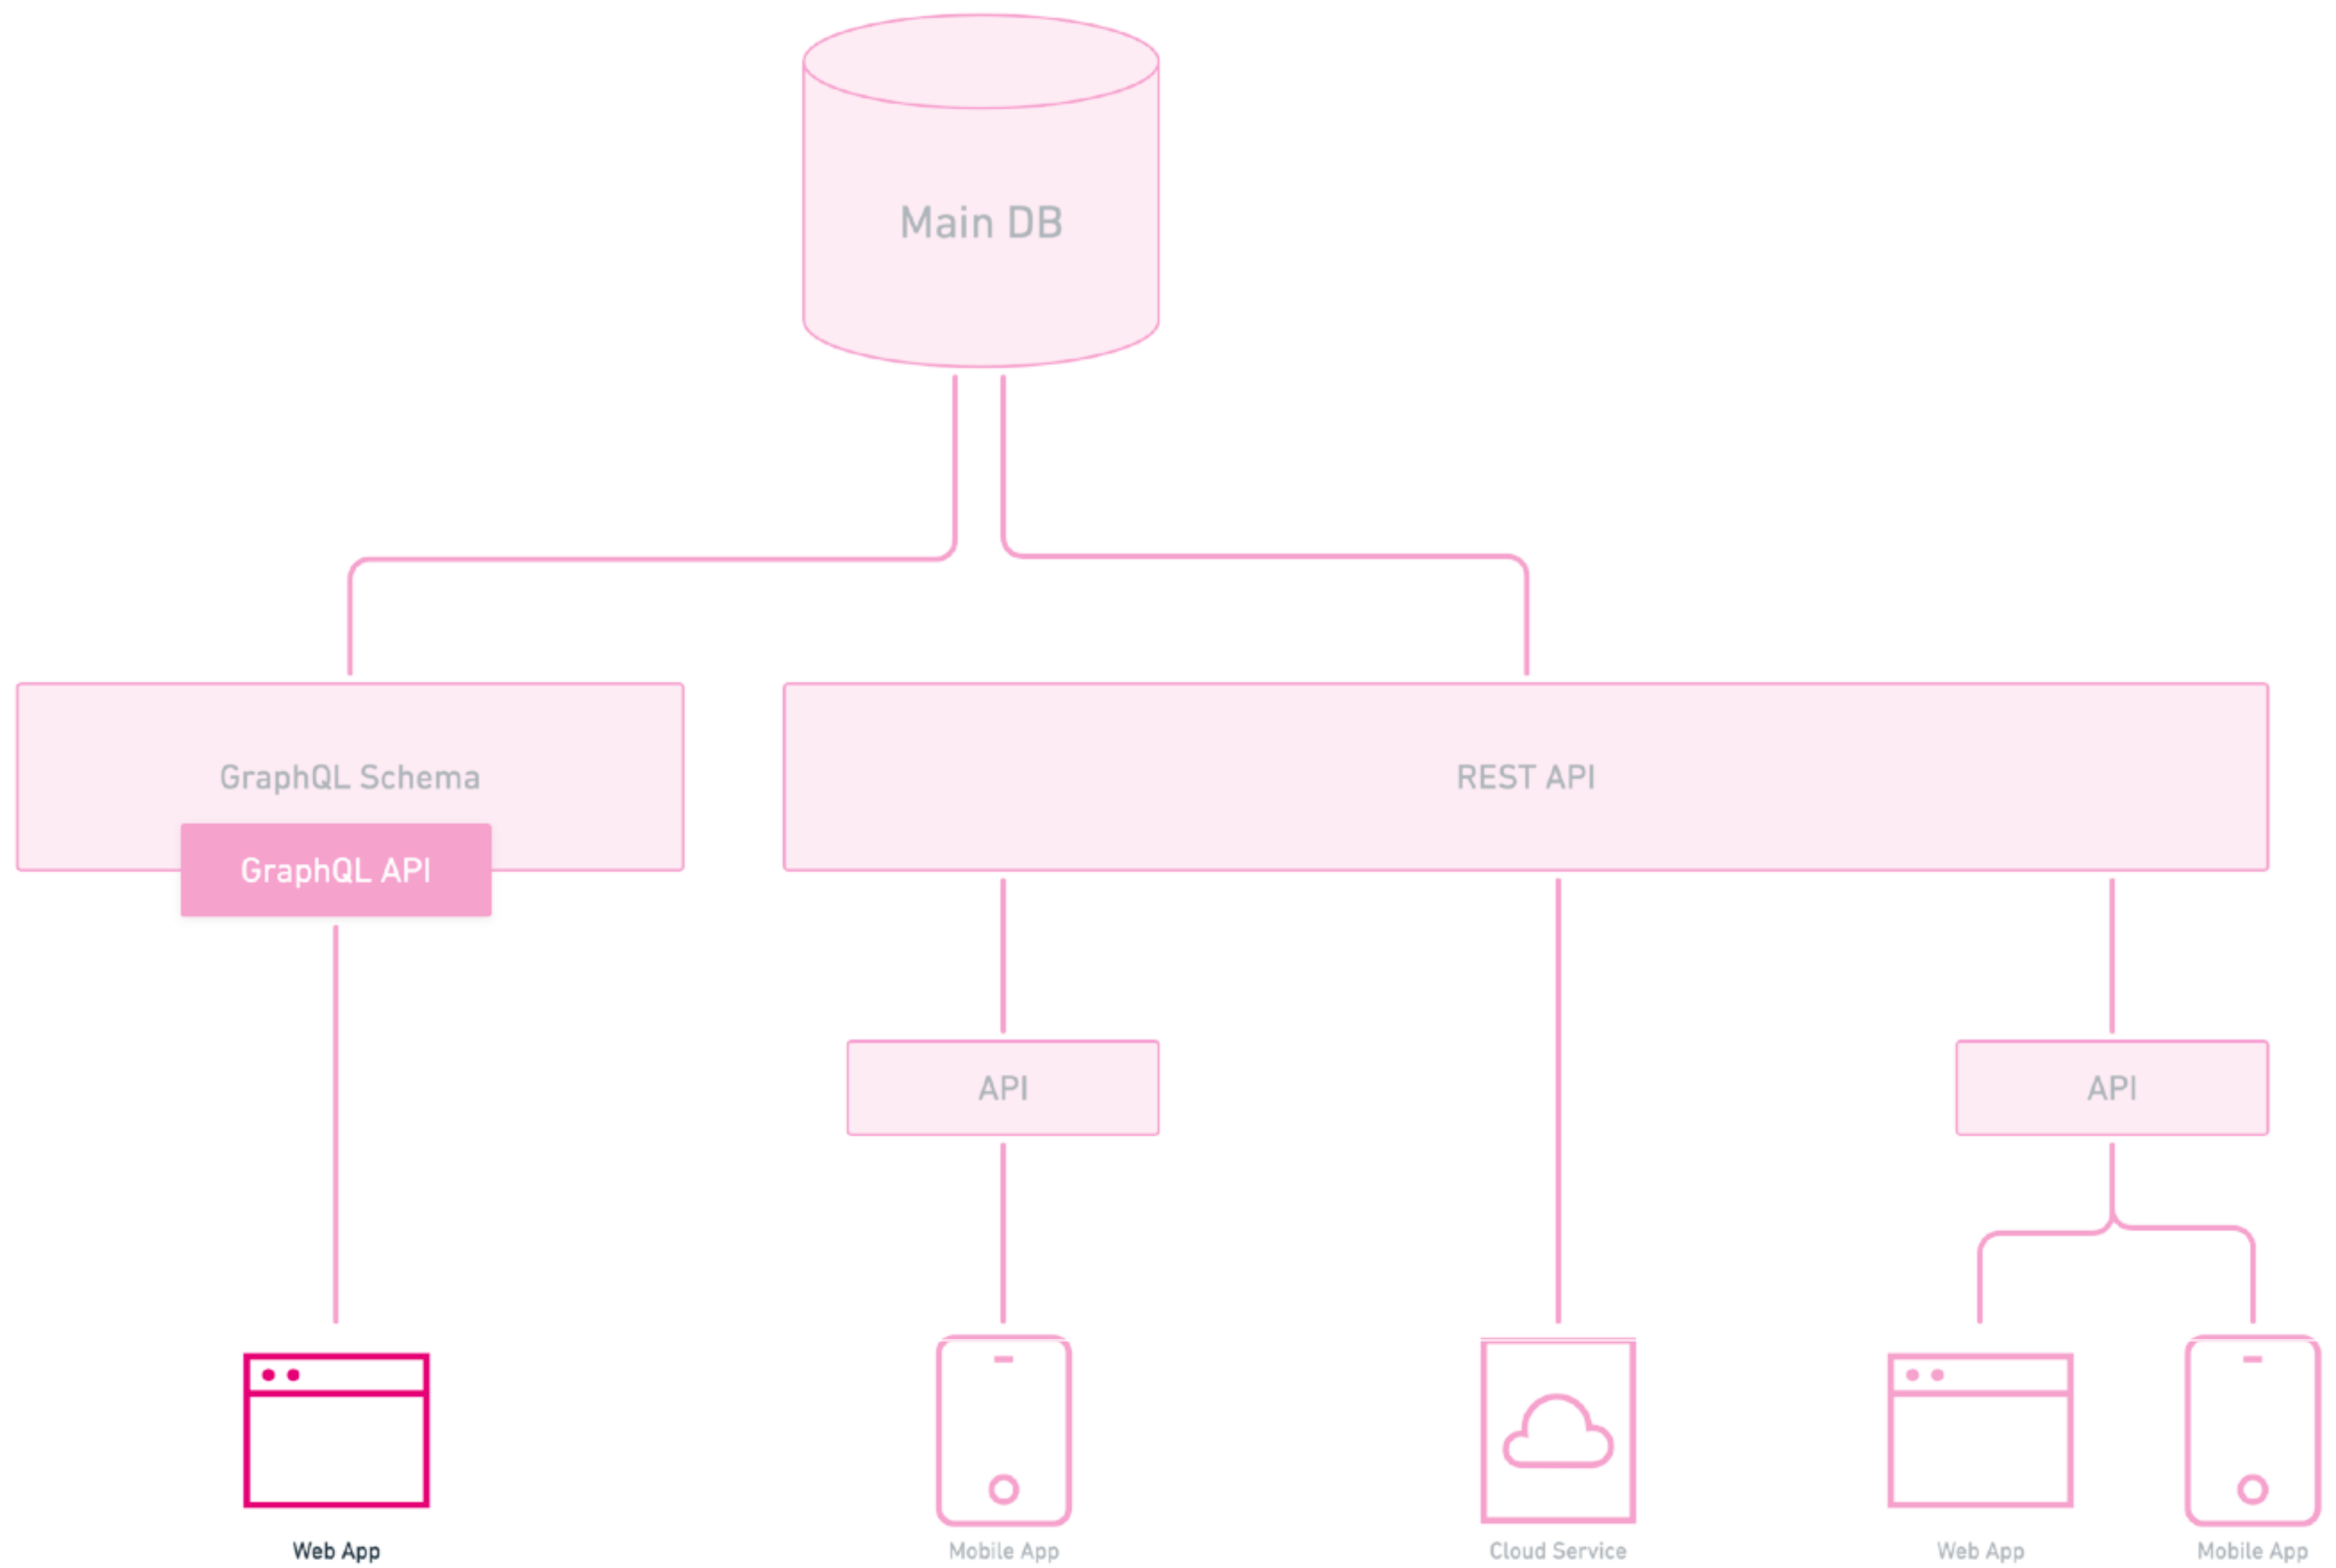 Main DB
GraphQL Schema
REST API
GraphQL API
API
API
Web App
Mobile App
Cloud Service
Web App
Mobile App